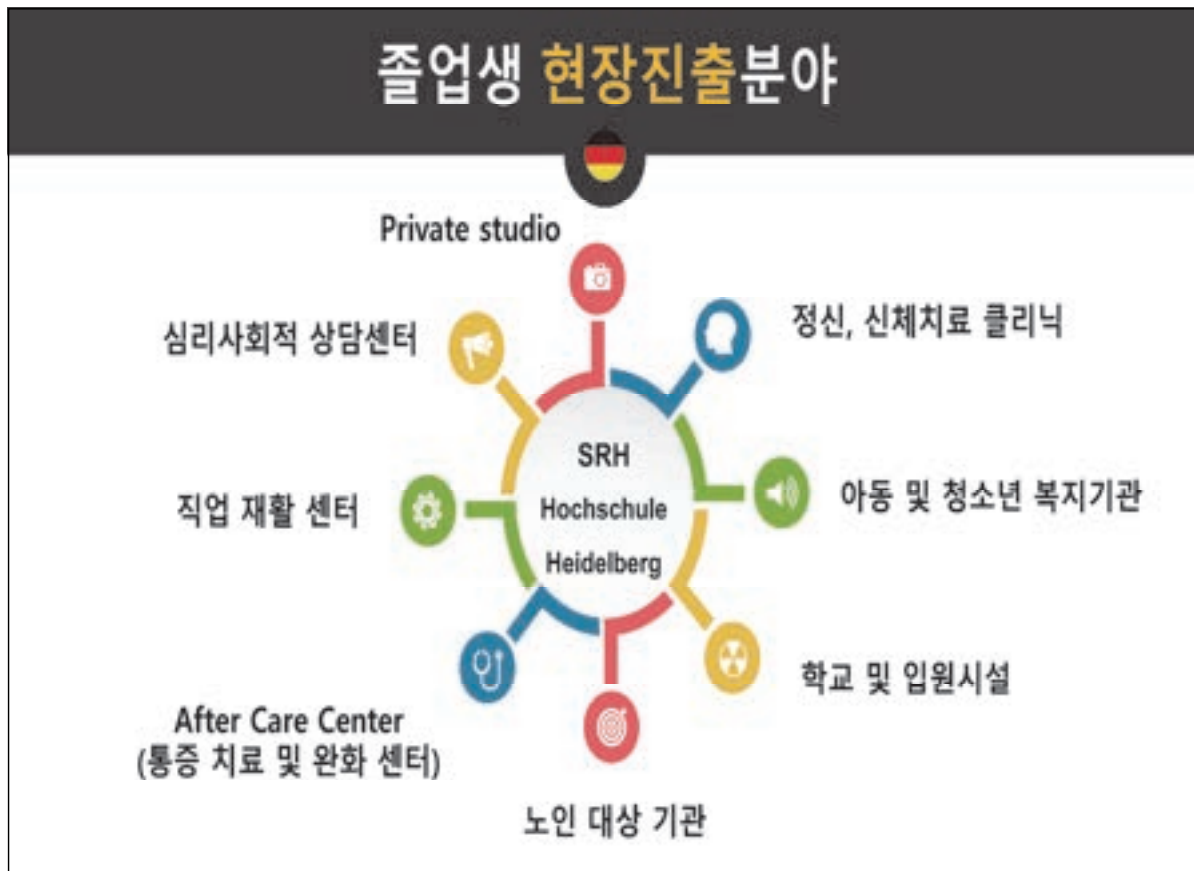 졸업생 현장진출분야
Private studio
정신, 신체치료 클리닉
심리사회적 상담센터
SRH
Hochschule
Heidelberg
아동 및 청소년 복지기관
직업 재활 센터
학교 및 입원시설
After Care Center
(통증 치료 및 완화 센터)
노인 대상 기관